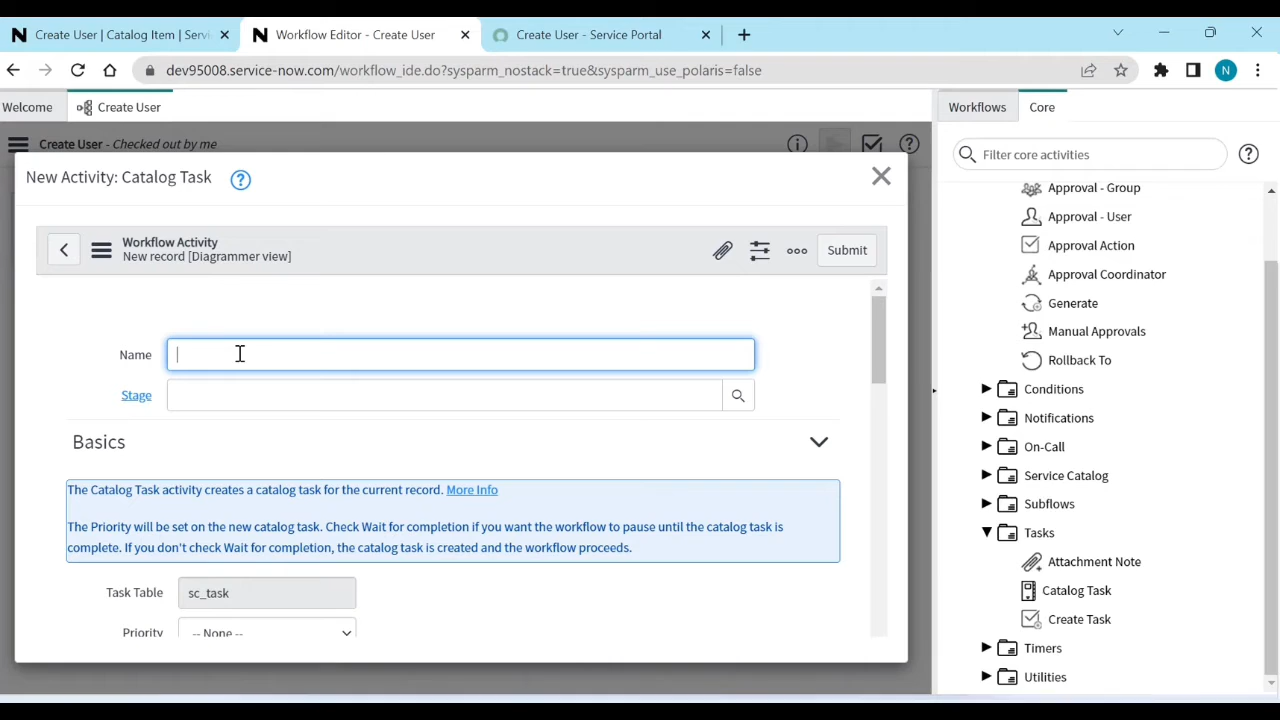 Create User | Catalog Item | Servi
Workflow Editor - Create User
Create User - Service Portal
dev95008.service-now.com/workflow_ide.do?sysparm_nostack=true&sysparm_use_polaris=false
N
Welcome
Create User
Workflows
Core
Create User - Checked out by me
Filter core activities
New Activity: Catalog Task
Approval - Group
Approval - User
Workflow Activity
New record [Diagrammer view]
Submit
Approval Action
Approval Coordinator
Generate
Manual Approvals
Name
Rollback To
Stage
Conditions
Notifications
Basics
On-Call
Service Catalog
The Catalog Task activity creates a catalog task for the current record. More Info
Subflows
The Priority will be set on the new catalog task. Check Wait for completion if you want the workflow to pause until the catalog task is
complete. If you don't check Wait for completion, the catalog task is created and the workflow proceeds.
Tasks
Attachment Note
Task Table
sc_task
Catalog Task
Create Task
Priority
-- None --
Timers
Utilities